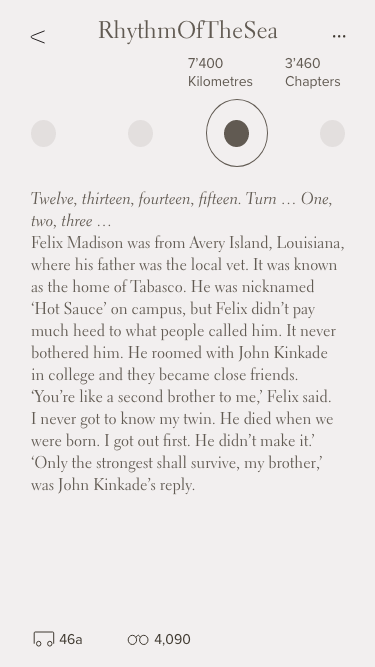 <
RhythmOfTheSea
...
7’400
Kilometres
3’460
Chapters
Twelve, thirteen, fourteen, fifteen. Turn … One,
two, three …
Felix Madison was from Avery Island, Louisiana,
where his father was the local vet. It was known
as the home of Tabasco. He was nicknamed
‘Hot Sauce’ on campus, but Felix didn’t pay
much heed to what people called him. It never
bothered him. He roomed with John Kinkade
in college and they became close friends.
‘You’re like a second brother to me,’ Felix said.
I never got to know my twin. He died when we
were born. I got out first. He didn’t make it.’
‘Only the strongest shall survive, my brother,’
was John Kinkade’s reply.
46a
4,090